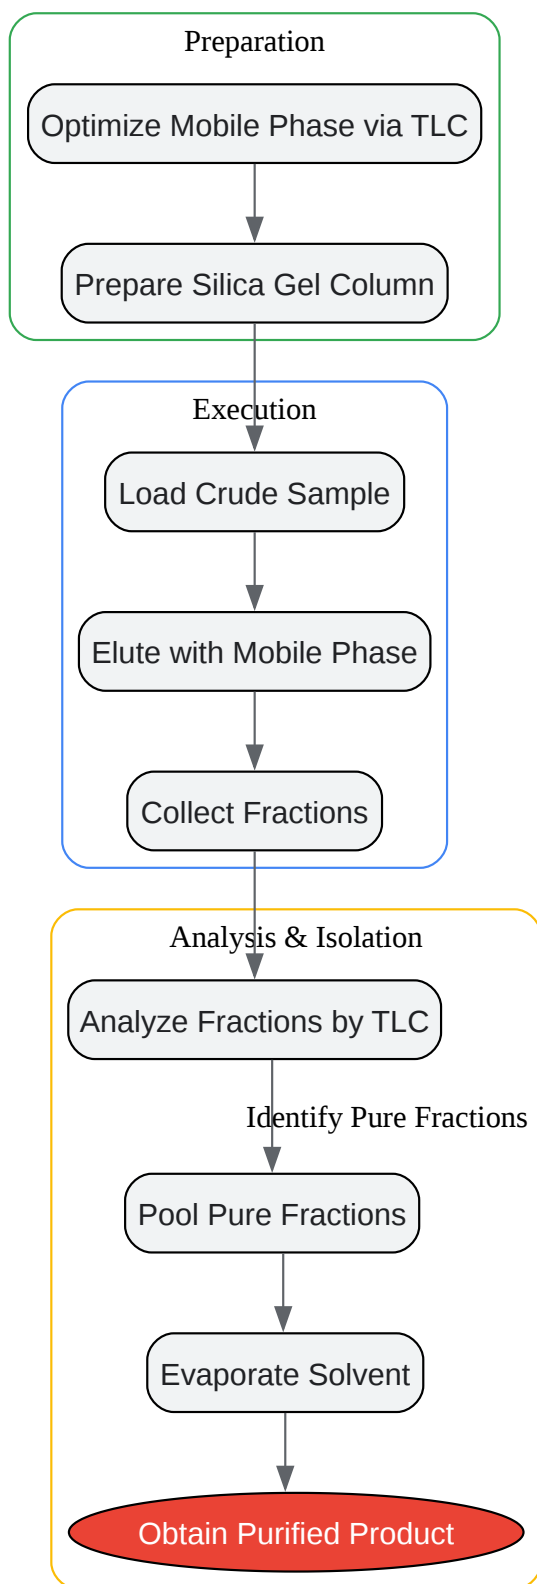 Preparation
Optimize Mobile Phase via TLC
Prepare Silica Gel Column
Execution
Load Crude Sample
Elute with Mobile Phase
Collect Fractions
Analysis & Isolation
Analyze Fractions by TLC
Identify Pure Fractions
Pool Pure Fractions
Evaporate Solvent
Obtain Purified Product